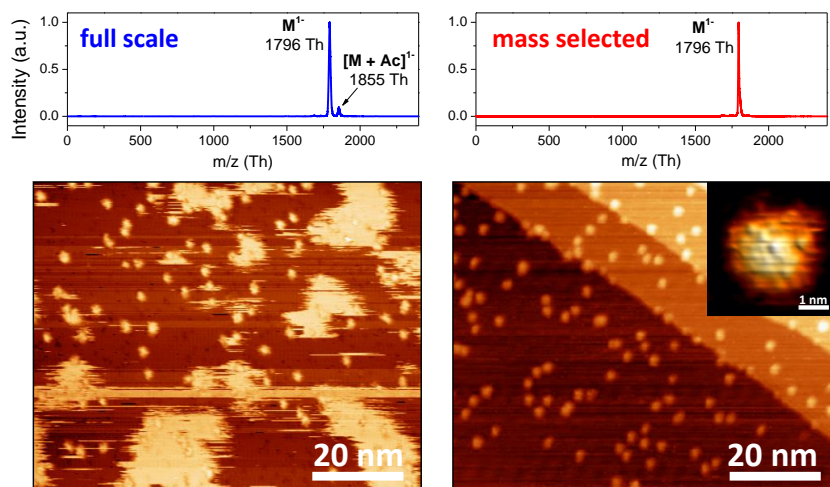 full scale
M1-
1796 Th
[M + Ac]1-
1855 Th
Intensity (a.u.)
1.0
0.5
0.0
0 500 1000 1500 2000
m/z (Th)
mass selected
M1-
1796 Th
1.0
0.5
0.0
0 500 1000 1500 2000
m/z (Th)
20 nm
1 nm
20 nm